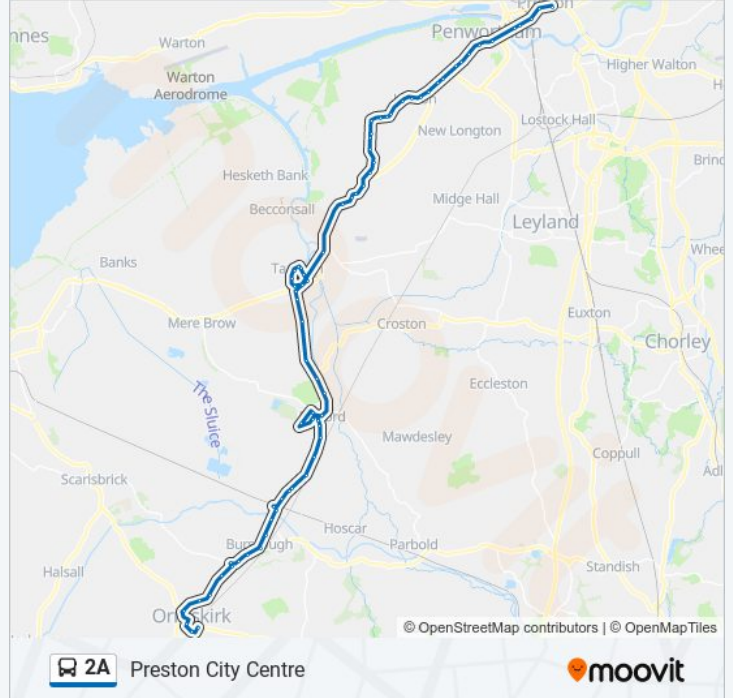 Warton
Penwortham
Warton
Aerodrome
Higher Walton
New Longton
Lostock Hall
Hesketh Bank
Midge Hall
Becconsall
Leyland
Banks
Mere Brow
Croston
Euxton
Chorley
Eccleston
The Sluice
Mawdesley
Coppull
Scarisbrick
Hoscar
Parbold
Halsall
Standish
© OpenStreetMap contributors | © OpenMapTiles
2A Preston City Centre
moovit